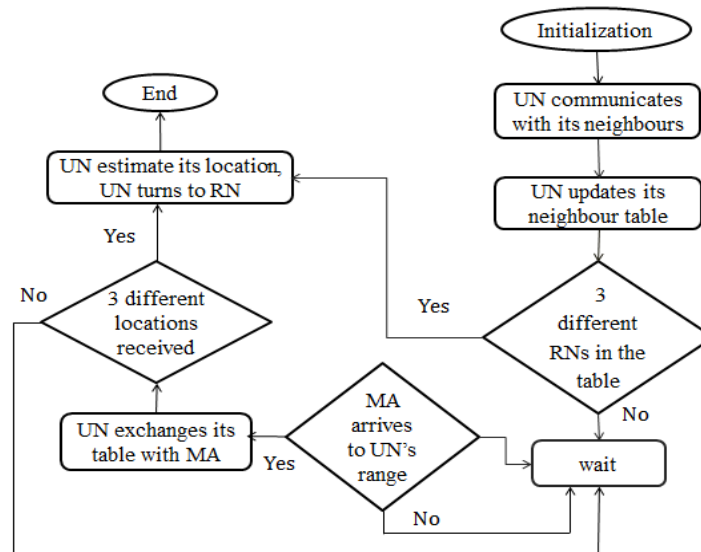 Initialization
UN communicates
with its neighbours
UN updates its
neighbour table
3
different
RNs in the
table
Yes
No
wait
MA
arrives
to UN's
range
No
Yes
UN exchanges its
table with MA
3 different
locations
received
No
Yes
UN estimate its location,
UN turns to RN
End